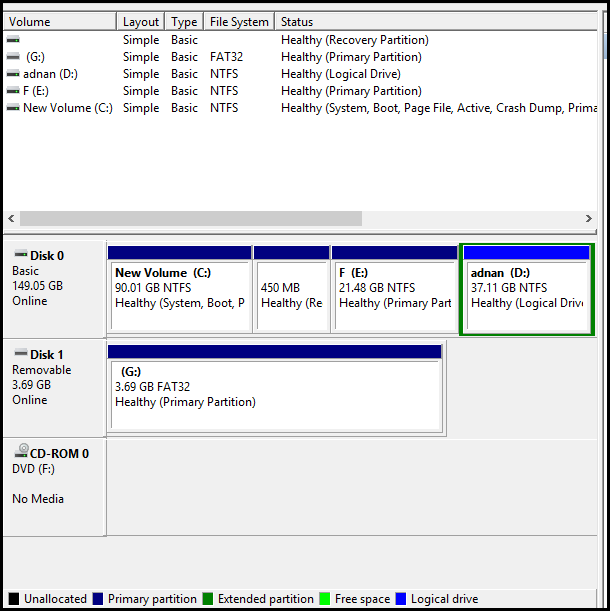 Volume Layout Type File System Status
Simple Basic Healthy (Recovery Partition)
(G:) Simple Basic FAT32 Healthy (Primary Partition)
adnan (D:) Simple Basic NTFS Healthy (Logical Drive)
F (E:) Simple Basic NTFS Healthy (Primary Partition)
New Volume (C:) Simple Basic NTFS Healthy (System, Boot, Page File, Active, Crash Dump, Prima
Disk 0
Basic
149.05 GB
Online
New Volume (C:)
90.01 GB NTFS
Healthy (System, Boot, P
450 MB
Healthy (Re
F (E:)
21.48 GB NTFS
Healthy (Primary Part
adnan (D:)
37.11 GB NTFS
Healthy (Logical Drive
Disk 1
Removable
3.69 GB
Online
(G:)
3.69 GB FAT32
Healthy (Primary Partition)
CD-ROM 0
DVD (F:)
No Media
Unallocated Primary partition Extended partition Free space Logical drive